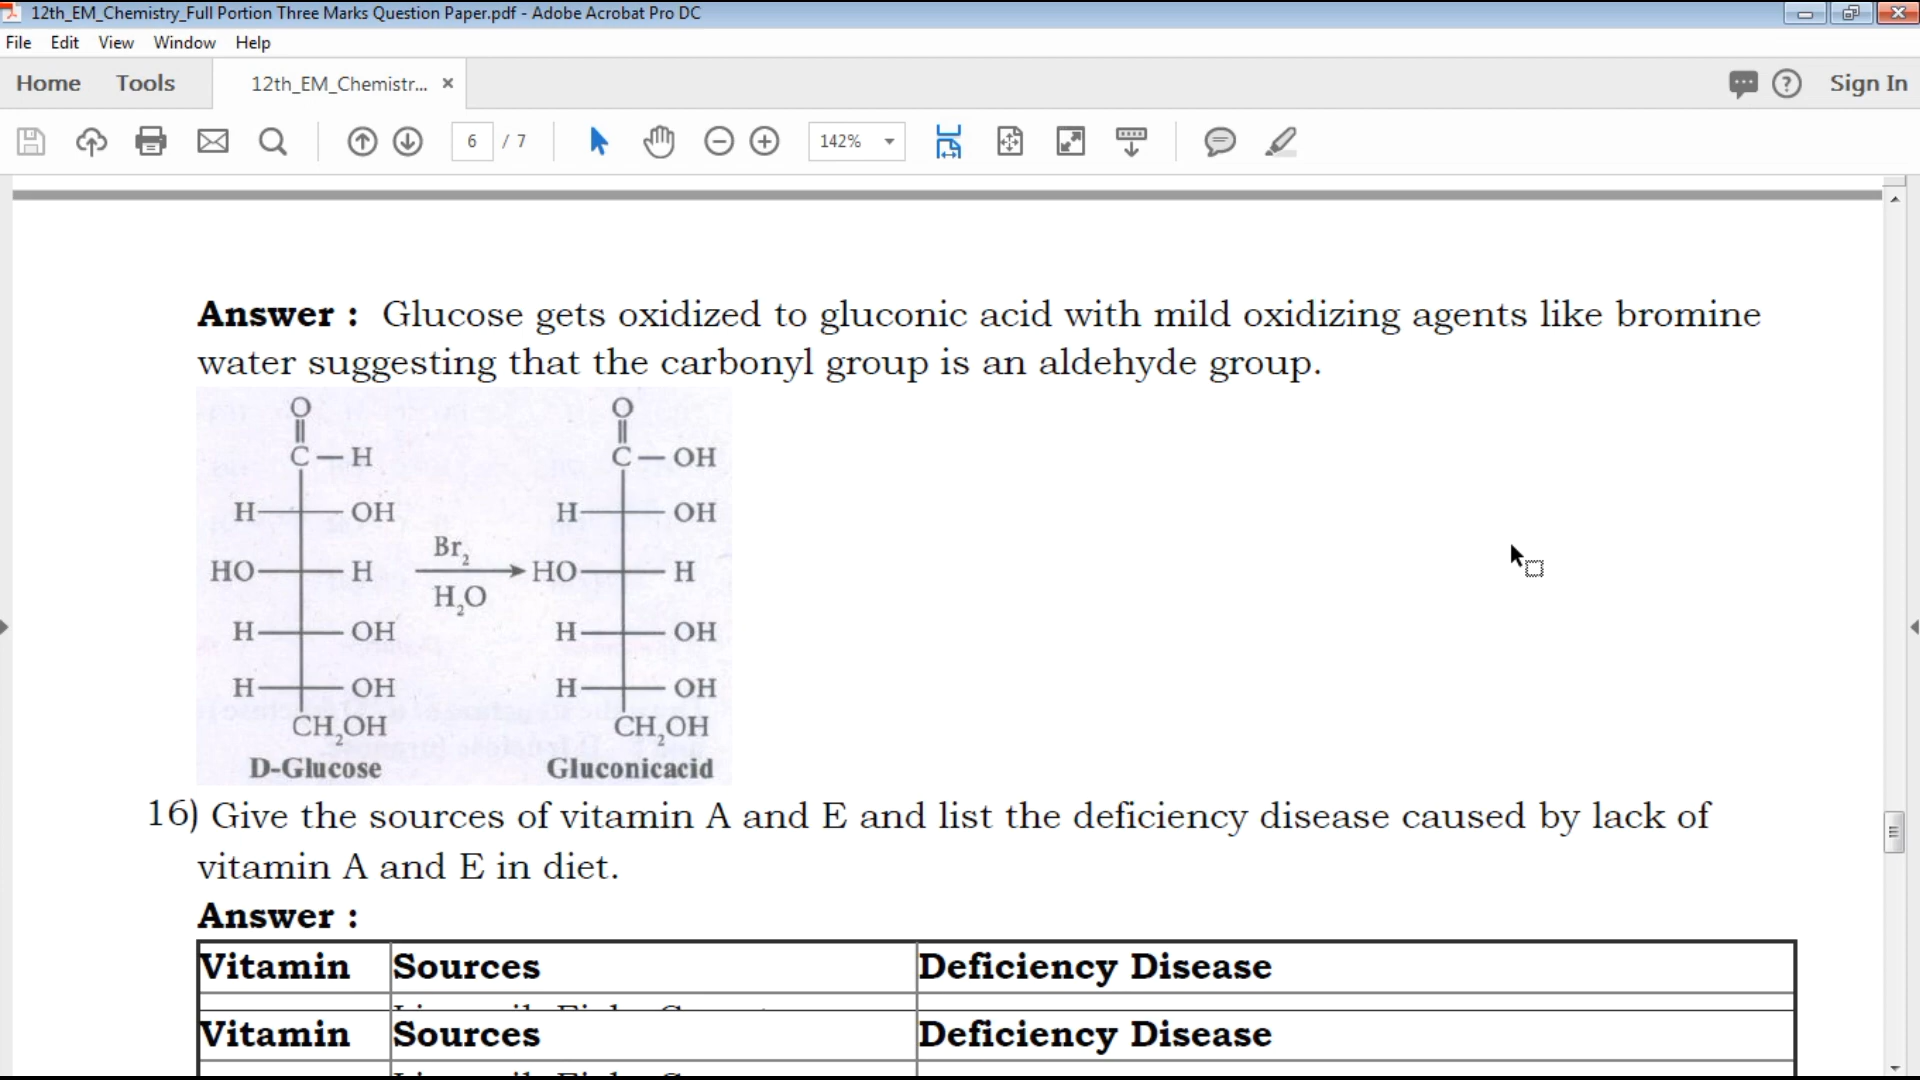 12th_EM_Chemistry_Full Portion Three Marks Question Paper.pdf - Adobe Acrobat Pro DC
File Edit View Window Help
Home Tools 12th_EM_Chemistr... × Sign In
6 / 7 142%
Answer : Glucose gets oxidized to gluconic acid with mild oxidizing agents like bromine
water suggesting that the carbonyl group is an aldehyde group.
O O
C — H C — OH
H OH H OH
Br₂
HO H HO H
H₂O
H OH H OH
H OH H OH
CH₂OH CH₂OH
D-Glucose Gluconicacid
16) Give the sources of vitamin A and E and list the deficiency disease caused by lack of
vitamin A and E in diet.
Answer :
Vitamin Sources Deficiency Disease
Vitamin Sources Deficiency Disease